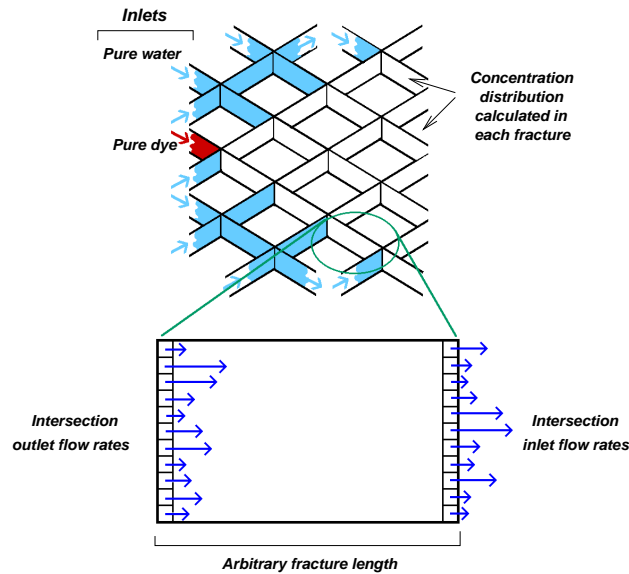 Inlets
Pure water
Pure dye
Concentration
distribution
calculated in
each fracture
Intersection
outlet flow rates
Intersection
inlet flow rates
Arbitrary fracture length